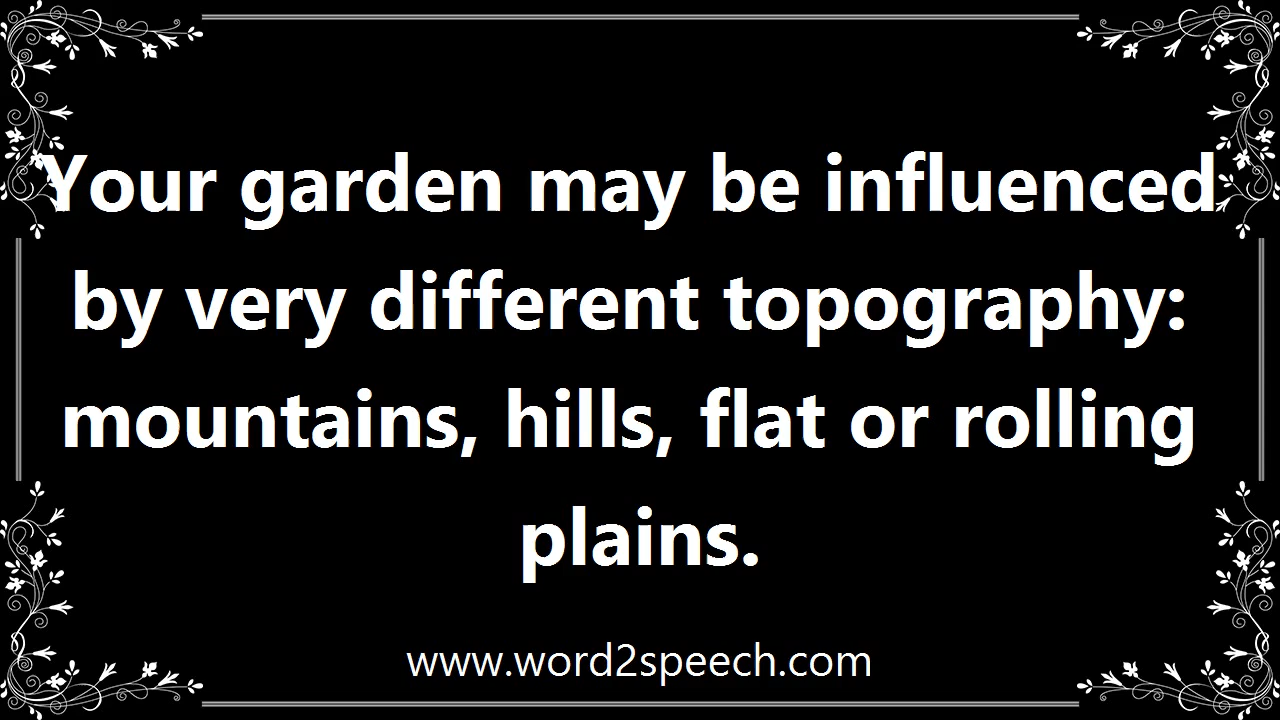 Your garden may be influenced
by very different topography:
mountains, hills, flat or rolling
plains.
www.word2speech.com